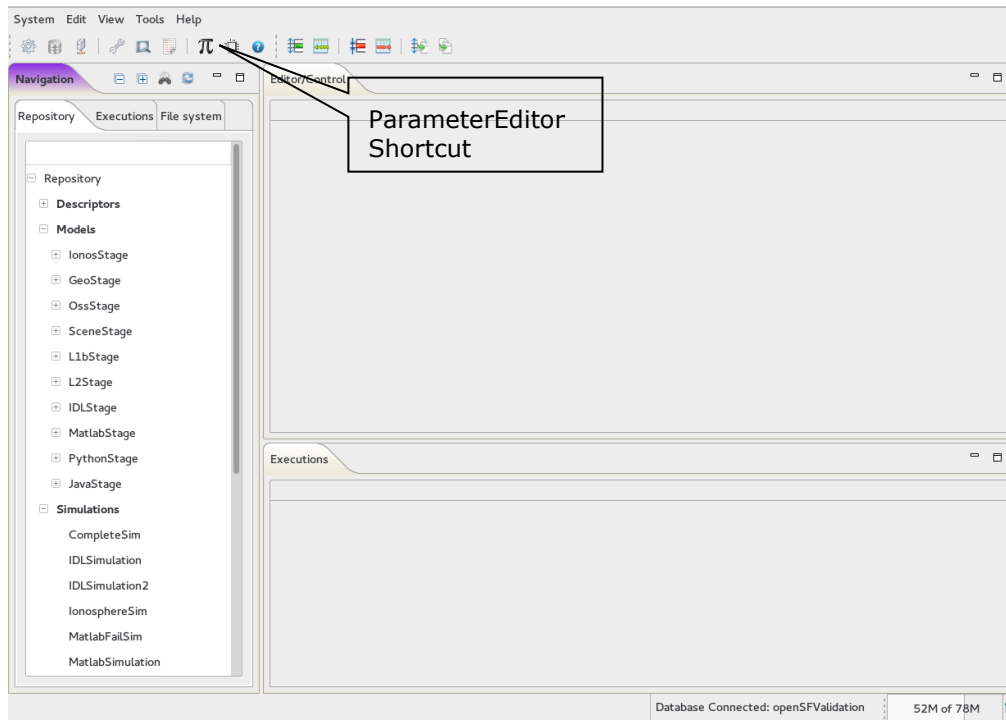 System Edit View Tools Help
π
Navigation
Editor/Control
ParameterEditor
Shortcut
Repository Executions File system
Repository
Descriptors
Models
IonosStage
GeoStage
OssStage
SceneStage
L1bStage
L2Stage
IDLStage
MatlabStage
PythonStage
JavaStage
Simulations
CompleteSim
IDLSimulation
IDLSimulation2
IonosphereSim
MatlabFailSim
MatlabSimulation
Executions
Database Connected: openSFValidation
52M of 78M